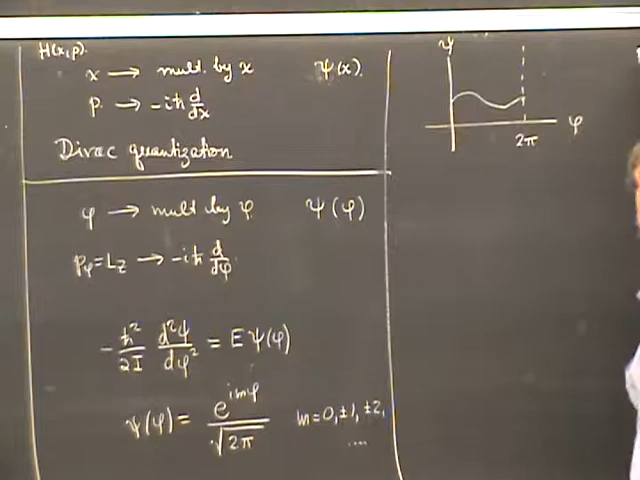 H(x,p).
x → mult. by x ψ(x).
p. → -iħ d/dx
Dirac quantization
φ → mult by φ. ψ(φ)
Pφ=Lz → -iħ d/dφ
-ħ²/2I d²ψ/dφ² = Eψ(φ)
ψ(φ) = e^{imφ}/√2π m=0,±1,±2,
....
ψ
φ
2π